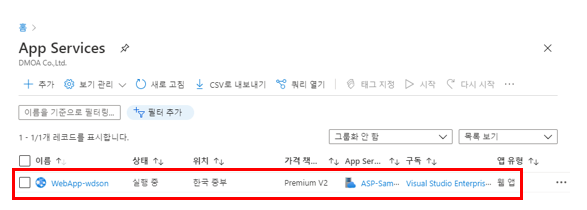 홈 >
App Services
DMOA Co.,Ltd.
+ 추가 보기 관리 새로 고침 CSV로 내보내기 쿼리 열기 태그 지정 시작 다시 시작 ···
이름을 기준으로 필터링... 필터 추가
1 - 1/1개 레코드를 표시합니다.
그룹화 안 함 목록 보기
이름 ↑↓ 상태 ↑↓ 위치 ↑↓ 가격 책... ↑↓ App Ser... ↑↓ 구독 ↑↓ 앱 유형 ↑↓
WebApp-wdson 실행 중 한국 중부 Premium V2 ASP-Sam... Visual Studio Enterpris... 웹 앱 ···